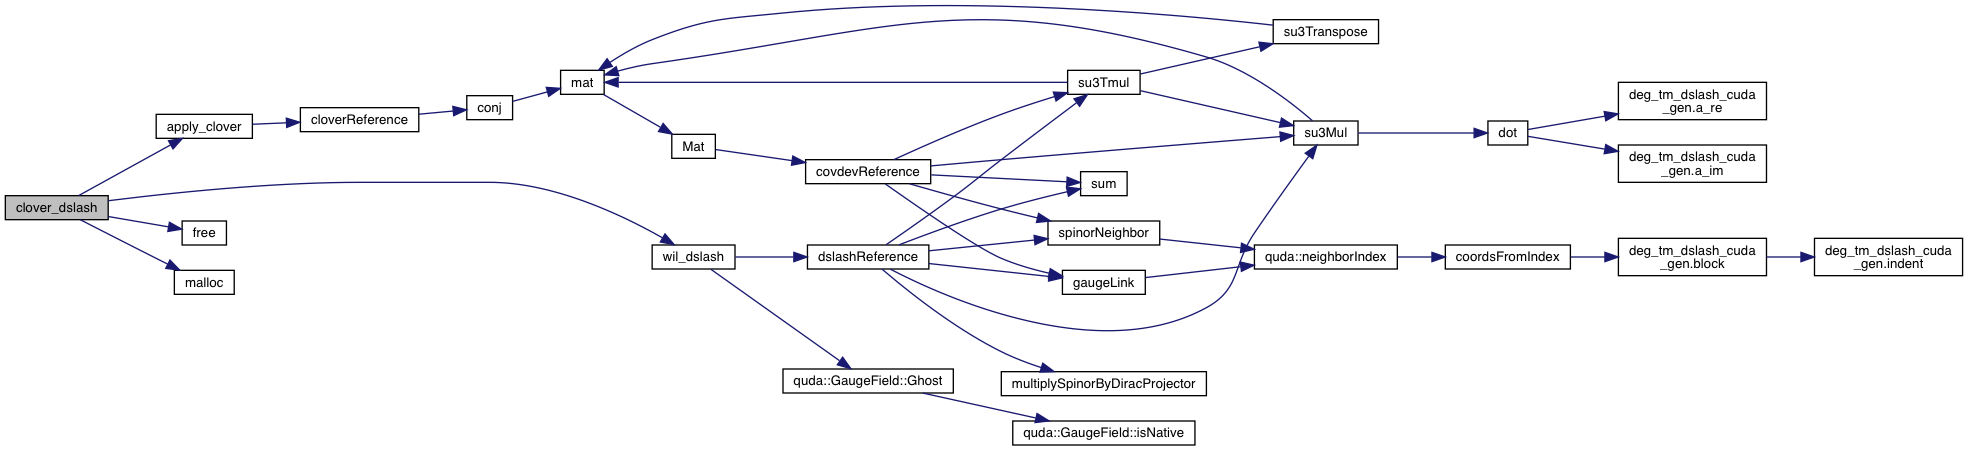 clover_dslash
apply_clover
free
malloc
cloverReference
conj
mat
Mat
wil_dslash
covdevReference
dslashReference
quda::GaugeField::Ghost
su3Tmul
sum
spinorNeighbor
gaugeLink
multiplySpinorByDiracProjector
quda::GaugeField::isNative
su3Transpose
su3Mul
quda::neighborIndex
dot
coordsFromIndex
deg_tm_dslash_cuda
_gen.a_re
deg_tm_dslash_cuda
_gen.a_im
deg_tm_dslash_cuda
_gen.block
deg_tm_dslash_cuda
_gen.indent